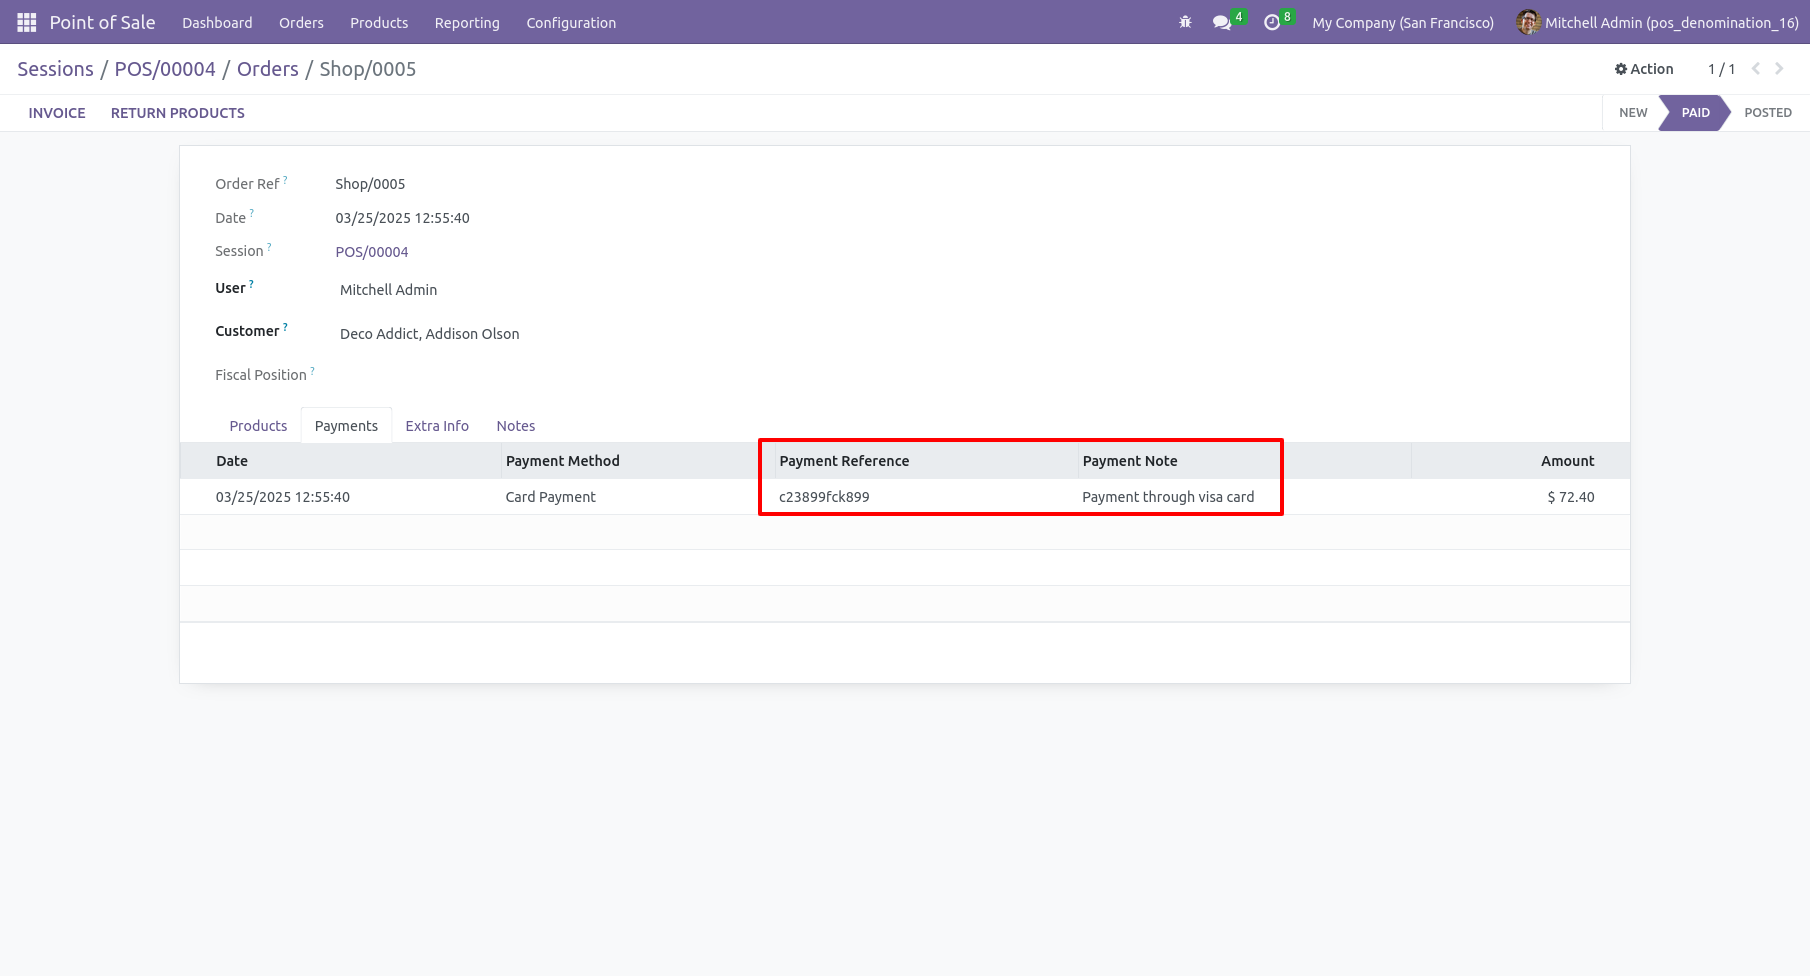 Point of Sale Dashboard Orders Products Reporting Configuration 4 8 My Company (San Francisco) Mitchell Admin (pos_denomination_16)
Sessions / POS/00004 / Orders / Shop/0005 Action 1 / 1
INVOICE RETURN PRODUCTS NEW PAID POSTED
Order Ref ? Shop/0005
Date ? 03/25/2025 12:55:40
Session ? POS/00004
User ? Mitchell Admin
Customer ? Deco Addict, Addison Olson
Fiscal Position ?
Products Payments Extra Info Notes
Date Payment Method Payment Reference Payment Note Amount
03/25/2025 12:55:40 Card Payment c23899fck899 Payment through visa card $ 72.40